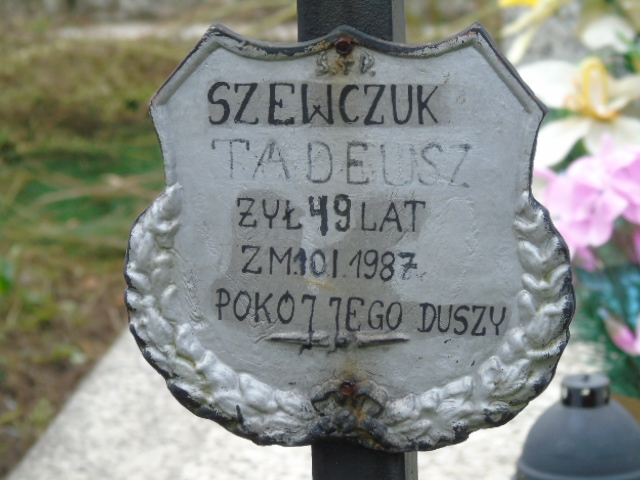 Ś.†P.
SZEWCZUK
TADEUSZ
ŻYŁ 49 LAT
ZM.10.I.1987
POKÓJ JEGO DUSZY